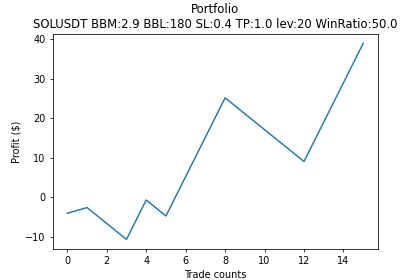 Portfolio
SOLUSDT BBM:2.9 BBL:180 SL:0.4 TP:1.0 lev:20 WinRatio:50.0
40
30
20
10
0
−10
Profit ($)
0 2 4 6 8 10 12 14
Trade counts